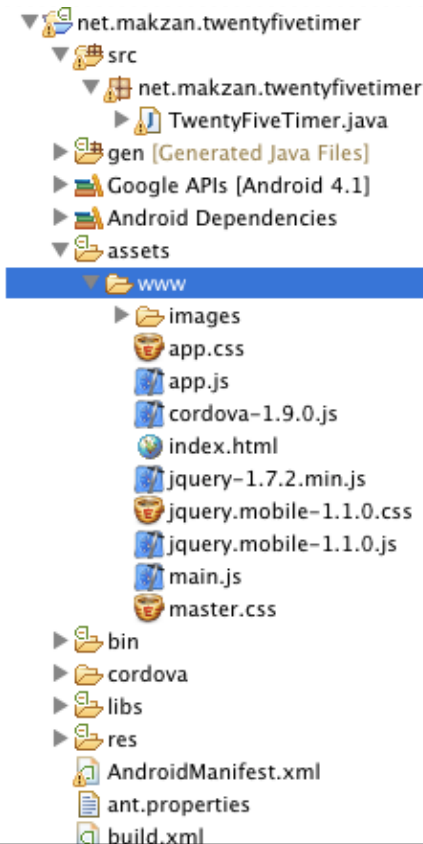 net.makzan.twentyfivetimer
src
net.makzan.twentyfivetimer
TwentyFiveTimer.java
gen [Generated Java Files]
Google APIs [Android 4.1]
Android Dependencies
assets
www
images
app.css
app.js
cordova-1.9.0.js
index.html
jquery-1.7.2.min.js
jquery.mobile-1.1.0.css
jquery.mobile-1.1.0.js
main.js
master.css
bin
cordova
libs
res
AndroidManifest.xml
ant.properties
build.xml